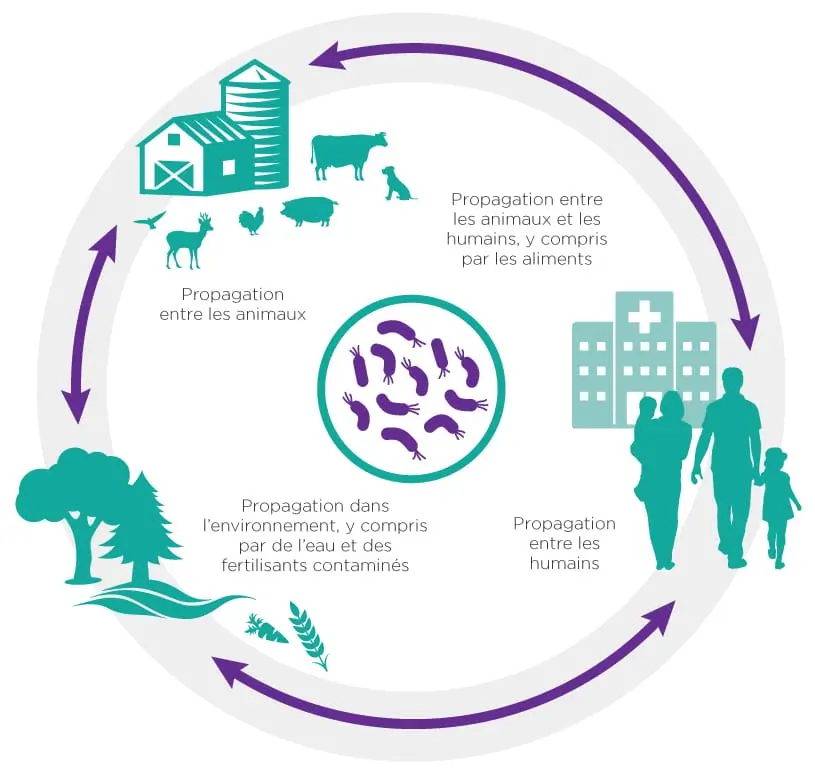 Propagation entre
les animaux et les
humains, y compris
par les aliments
Propagation
entre les animaux
Propagation dans
l’environnement, y compris
par de l’eau et des
fertilisants contaminés
Propagation
entre les
humains